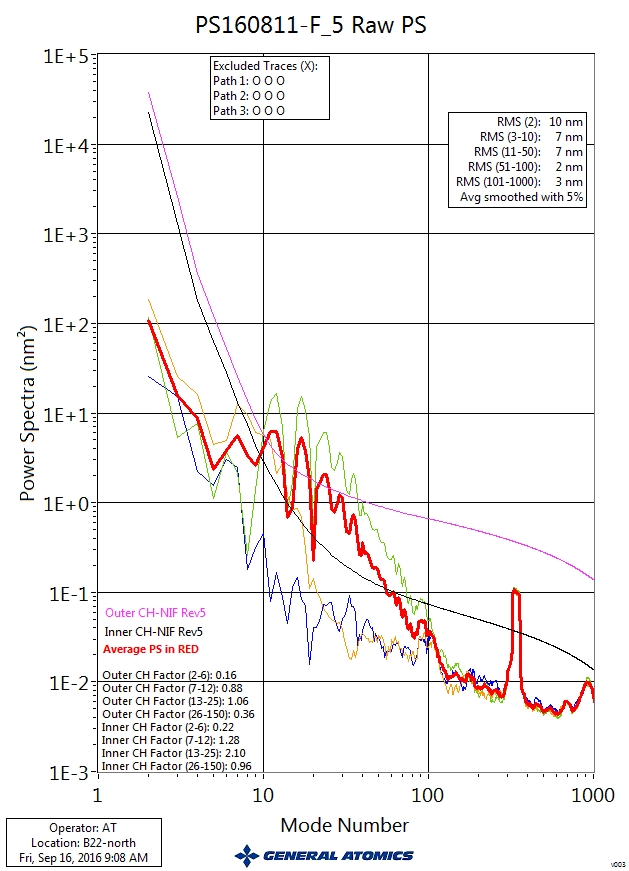 PS160811-F_5 Raw PS
1E+5
1E+4
1E+3
1E+2
1E+1
1E+0
1E-1
1E-2
1E-3
Power Spectra (nm²)
Excluded Traces (X):
Path 1: O O O
Path 2: O O O
Path 3: O O O
RMS (2): 10 nm
RMS (3-10): 7 nm
RMS (11-50): 7 nm
RMS (51-100): 2 nm
RMS (101-1000): 3 nm
Avg smoothed with 5%
Outer CH-NIF Rev5
Inner CH-NIF Rev5
Average PS in RED
Outer CH Factor (2-6): 0.16
Outer CH Factor (7-12): 0.88
Outer CH Factor (13-25): 1.06
Outer CH Factor (26-150): 0.36
Inner CH Factor (2-6): 0.22
Inner CH Factor (7-12): 1.28
Inner CH Factor (13-25): 2.10
Inner CH Factor (26-150): 0.96
1 10 100 1000
Mode Number
Operator: AT
Location: B22-north
Fri, Sep 16, 2016 9:08 AM
GENERAL ATOMICS
v003